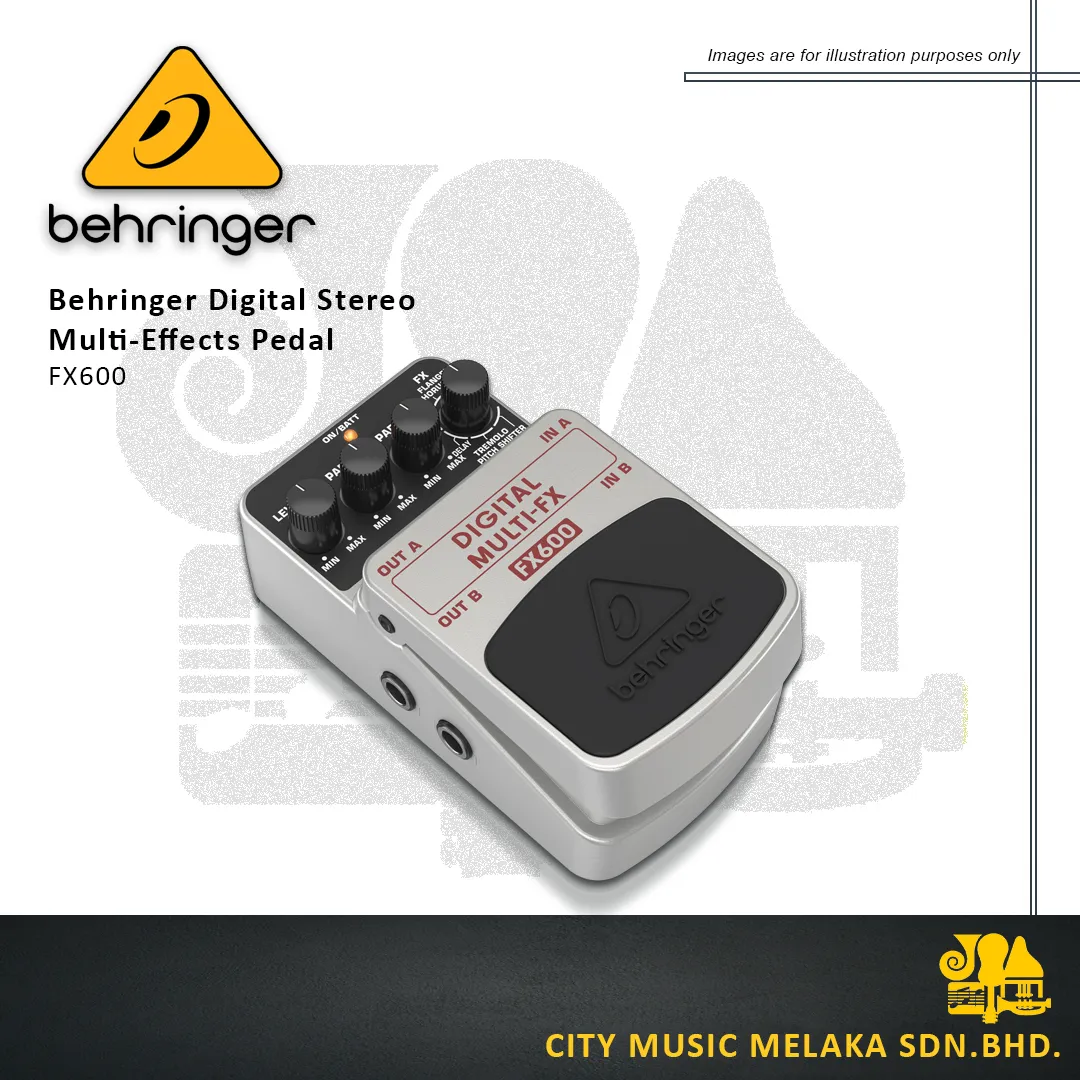 Images are for illustration purposes only
behringer
Behringer Digital Stereo
Multi-Effects Pedal
FX600
FX
ON/BATT
DELAY
TREMOLO
PITCH SHIFTER
MIN
MAX
MIN
MAX
MIN
MAX
IN A
IN B
DIGITAL
MULTI-FX
FX600
OUT A
OUT B
behringer
CITY MUSIC MELAKA SDN.BHD.